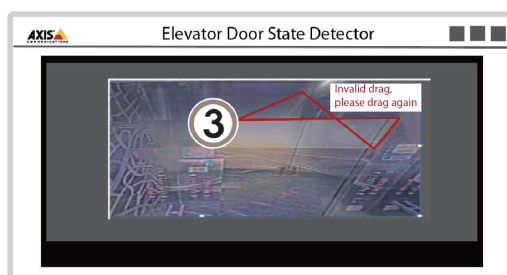 AXIS
COMMUNICATIONS
Elevator Door State Detector
Invalid drag,
please drag again
3